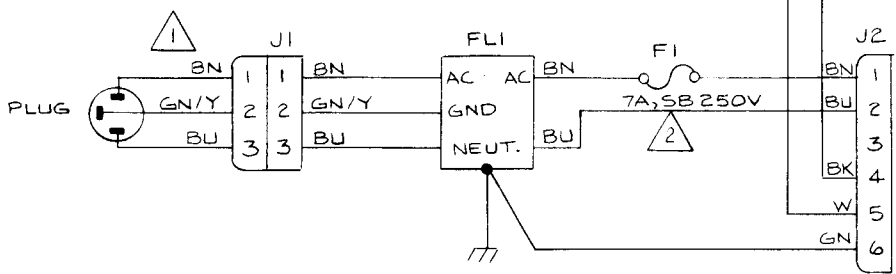 1
J1
FL1
F1
J2
PLUG
BN
1 1
BN
AC AC
BN
BN
1
GN/Y
2 2
GN/Y
GND
7A, SB 250V
BU
2
BU
3 3
BU
NEUT.
BU
2
3
BK
4
W
5
GN
6